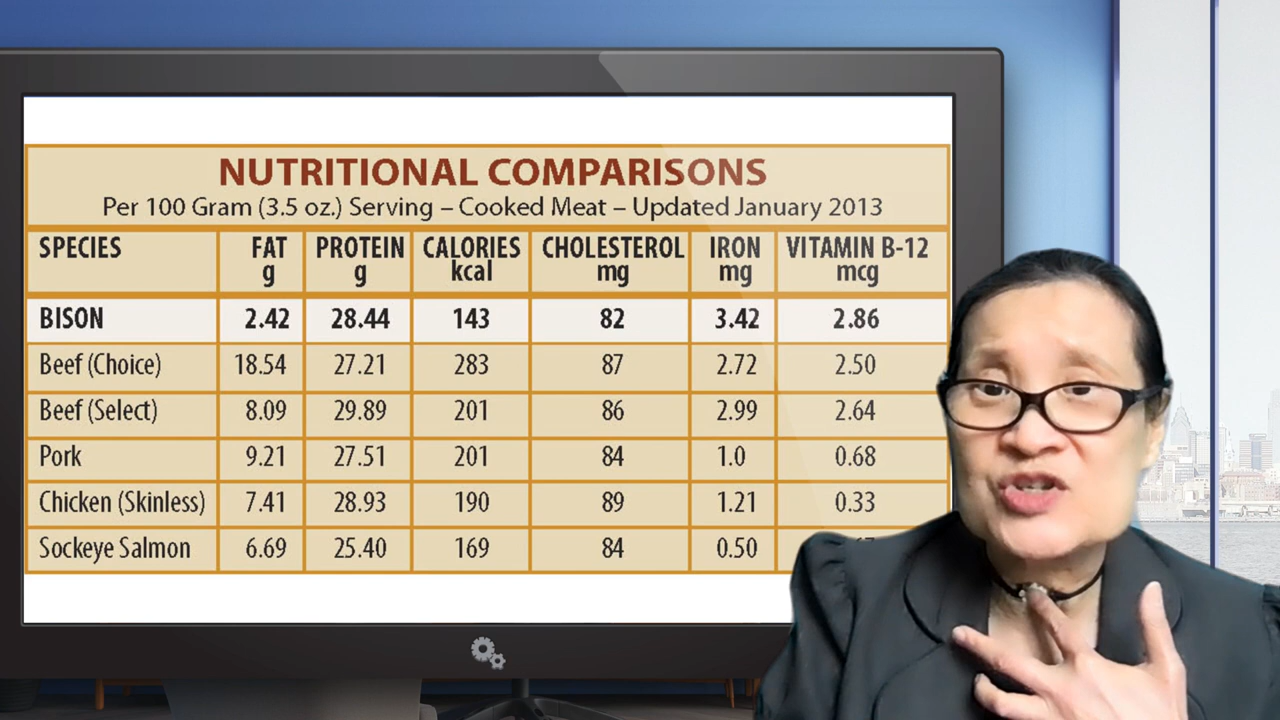 NUTRITIONAL COMPARISONS
Per 100 Gram (3.5 oz.) Serving – Cooked Meat – Updated January 2013
SPECIES FAT g PROTEIN g CALORIES kcal CHOLESTEROL mg IRON mg VITAMIN B-12 mcg
BISON 2.42 28.44 143 82 3.42 2.86
Beef (Choice) 18.54 27.21 283 87 2.72 2.50
Beef (Select) 8.09 29.89 201 86 2.99 2.64
Pork 9.21 27.51 201 84 1.0 0.68
Chicken (Skinless) 7.41 28.93 190 89 1.21 0.33
Sockeye Salmon 6.69 25.40 169 84 0.50